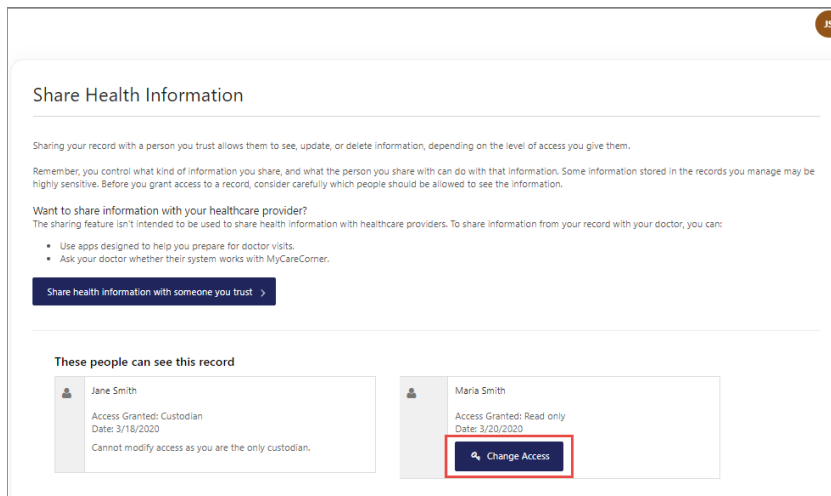 JS
Share Health Information
Sharing your record with a person you trust allows them to see, update, or delete information, depending on the level of access you give them.
Remember, you control what kind of information you share, and what the person you share with can do with that information. Some information stored in the records you manage may be
highly sensitive. Before you grant access to a record, consider carefully which people should be allowed to see the information.
Want to share information with your healthcare provider?
The sharing feature isn't intended to be used to share health information with healthcare providers. To share information from your record with your doctor, you can:
• Use apps designed to help you prepare for doctor visits.
• Ask your doctor whether their system works with MyCareCorner.
Share health information with someone you trust >
These people can see this record
Jane Smith
Access Granted: Custodian
Date: 3/18/2020
Cannot modify access as you are the only custodian.
Maria Smith
Access Granted: Read only
Date: 3/20/2020
Change Access